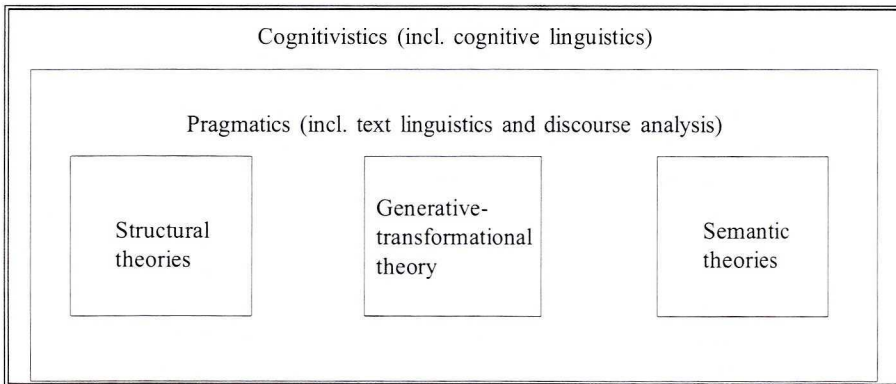 Cognitivistics (incl. cognitive linguistics)
Pragmatics (incl. text linguistics and discourse analysis)
Structural
theories
Generative-
transformational
theory
Semantic
theories